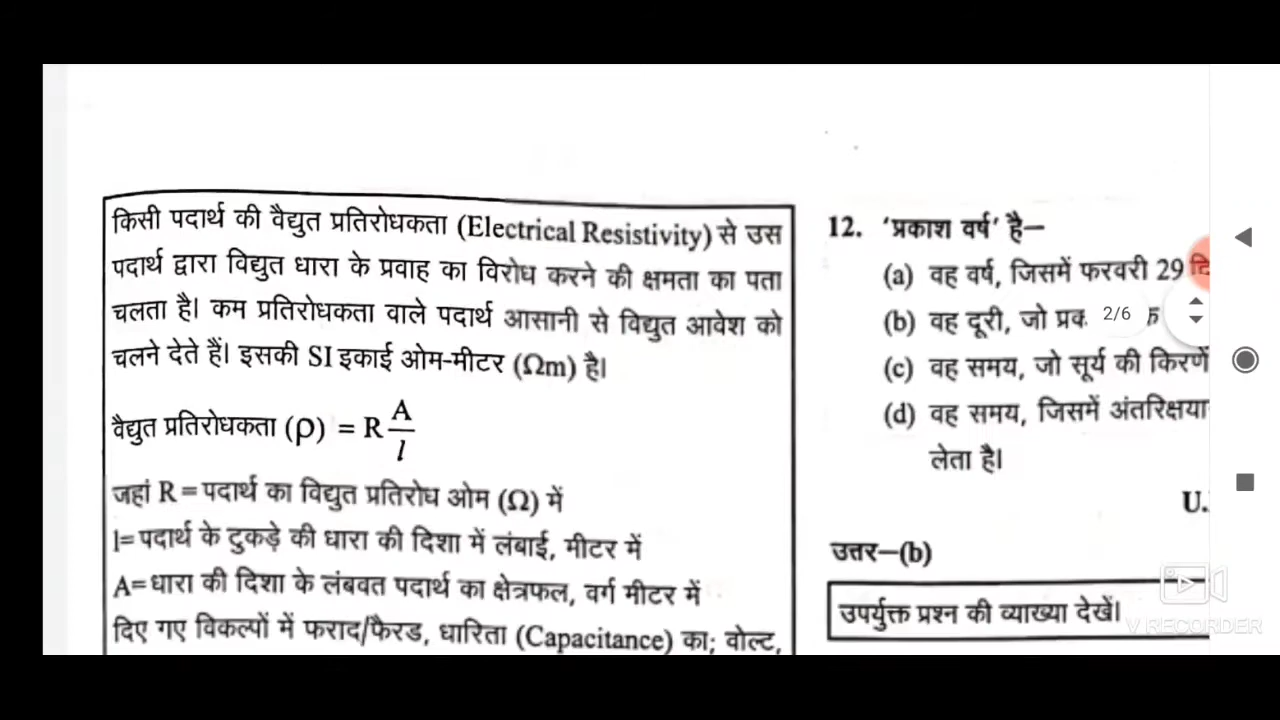 किसी पदार्थ की वैद्युत प्रतिरोधकता (Electrical Resistivity) से उस
पदार्थ द्वारा विद्युत धारा के प्रवाह का विरोध करने की क्षमता का पता
चलता है। कम प्रतिरोधकता वाले पदार्थ आसानी से विद्युत आवेश को
चलने देते हैं। इसकी SI इकाई ओम-मीटर (Ωm) है।
वैद्युत प्रतिरोधकता (ρ) = R A/l
जहां R = पदार्थ का विद्युत प्रतिरोध ओम (Ω) में
l= पदार्थ के टुकड़े की धारा की दिशा में लंबाई, मीटर में
A= धारा की दिशा के लंबवत पदार्थ का क्षेत्रफल, वर्ग मीटर में
दिए गए विकल्पों में फराद/फैरड, धारिता (Capacitance) का; वोल्ट,
12. 'प्रकाश वर्ष' है–
(a) वह वर्ष, जिसमें फरवरी 29
(b) वह दूरी, जो
2/6
(c) वह समय, जो सूर्य की किरणें
(d) वह समय, जिसमें
लेता है।
U.
उत्तर–(b)
उपर्युक्त प्रश्न की व्याख्या देखें।
V RECORDER